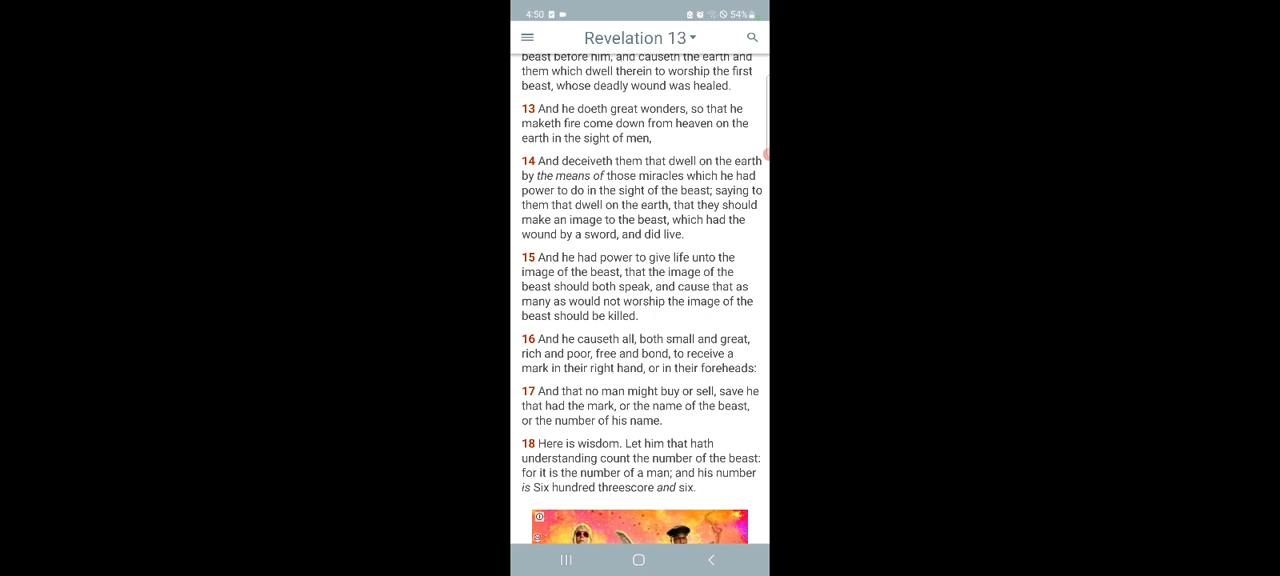 4:50 54%
Revelation 13
beast before him, and causeth the earth and
them which dwell therein to worship the first
beast, whose deadly wound was healed.
13 And he doeth great wonders, so that he
maketh fire come down from heaven on the
earth in the sight of men,
14 And deceiveth them that dwell on the earth
by the means of those miracles which he had
power to do in the sight of the beast; saying to
them that dwell on the earth, that they should
make an image to the beast, which had the
wound by a sword, and did live.
15 And he had power to give life unto the
image of the beast, that the image of the
beast should both speak, and cause that as
many as would not worship the image of the
beast should be killed.
16 And he causeth all, both small and great,
rich and poor, free and bond, to receive a
mark in their right hand, or in their foreheads:
17 And that no man might buy or sell, save he
that had the mark, or the name of the beast,
or the number of his name.
18 Here is wisdom. Let him that hath
understanding count the number of the beast:
for it is the number of a man; and his number
is Six hundred threescore and six.